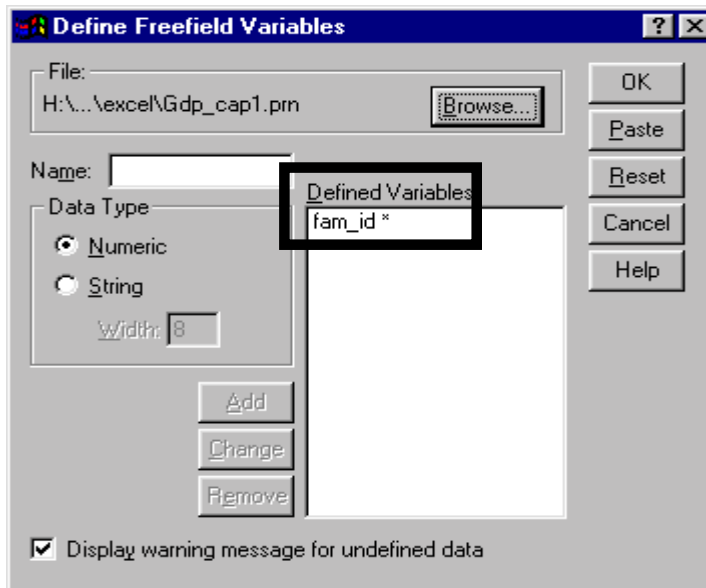 Define Freefield Variables
File:
H:\...\excel\Gdp_cap1.prn
Browse...
OK
Paste
Reset
Cancel
Help
Name:
Defined Variables
fam_id *
Data Type
Numeric
String
Width: 8
Add
Change
Remove
Display warning message for undefined data